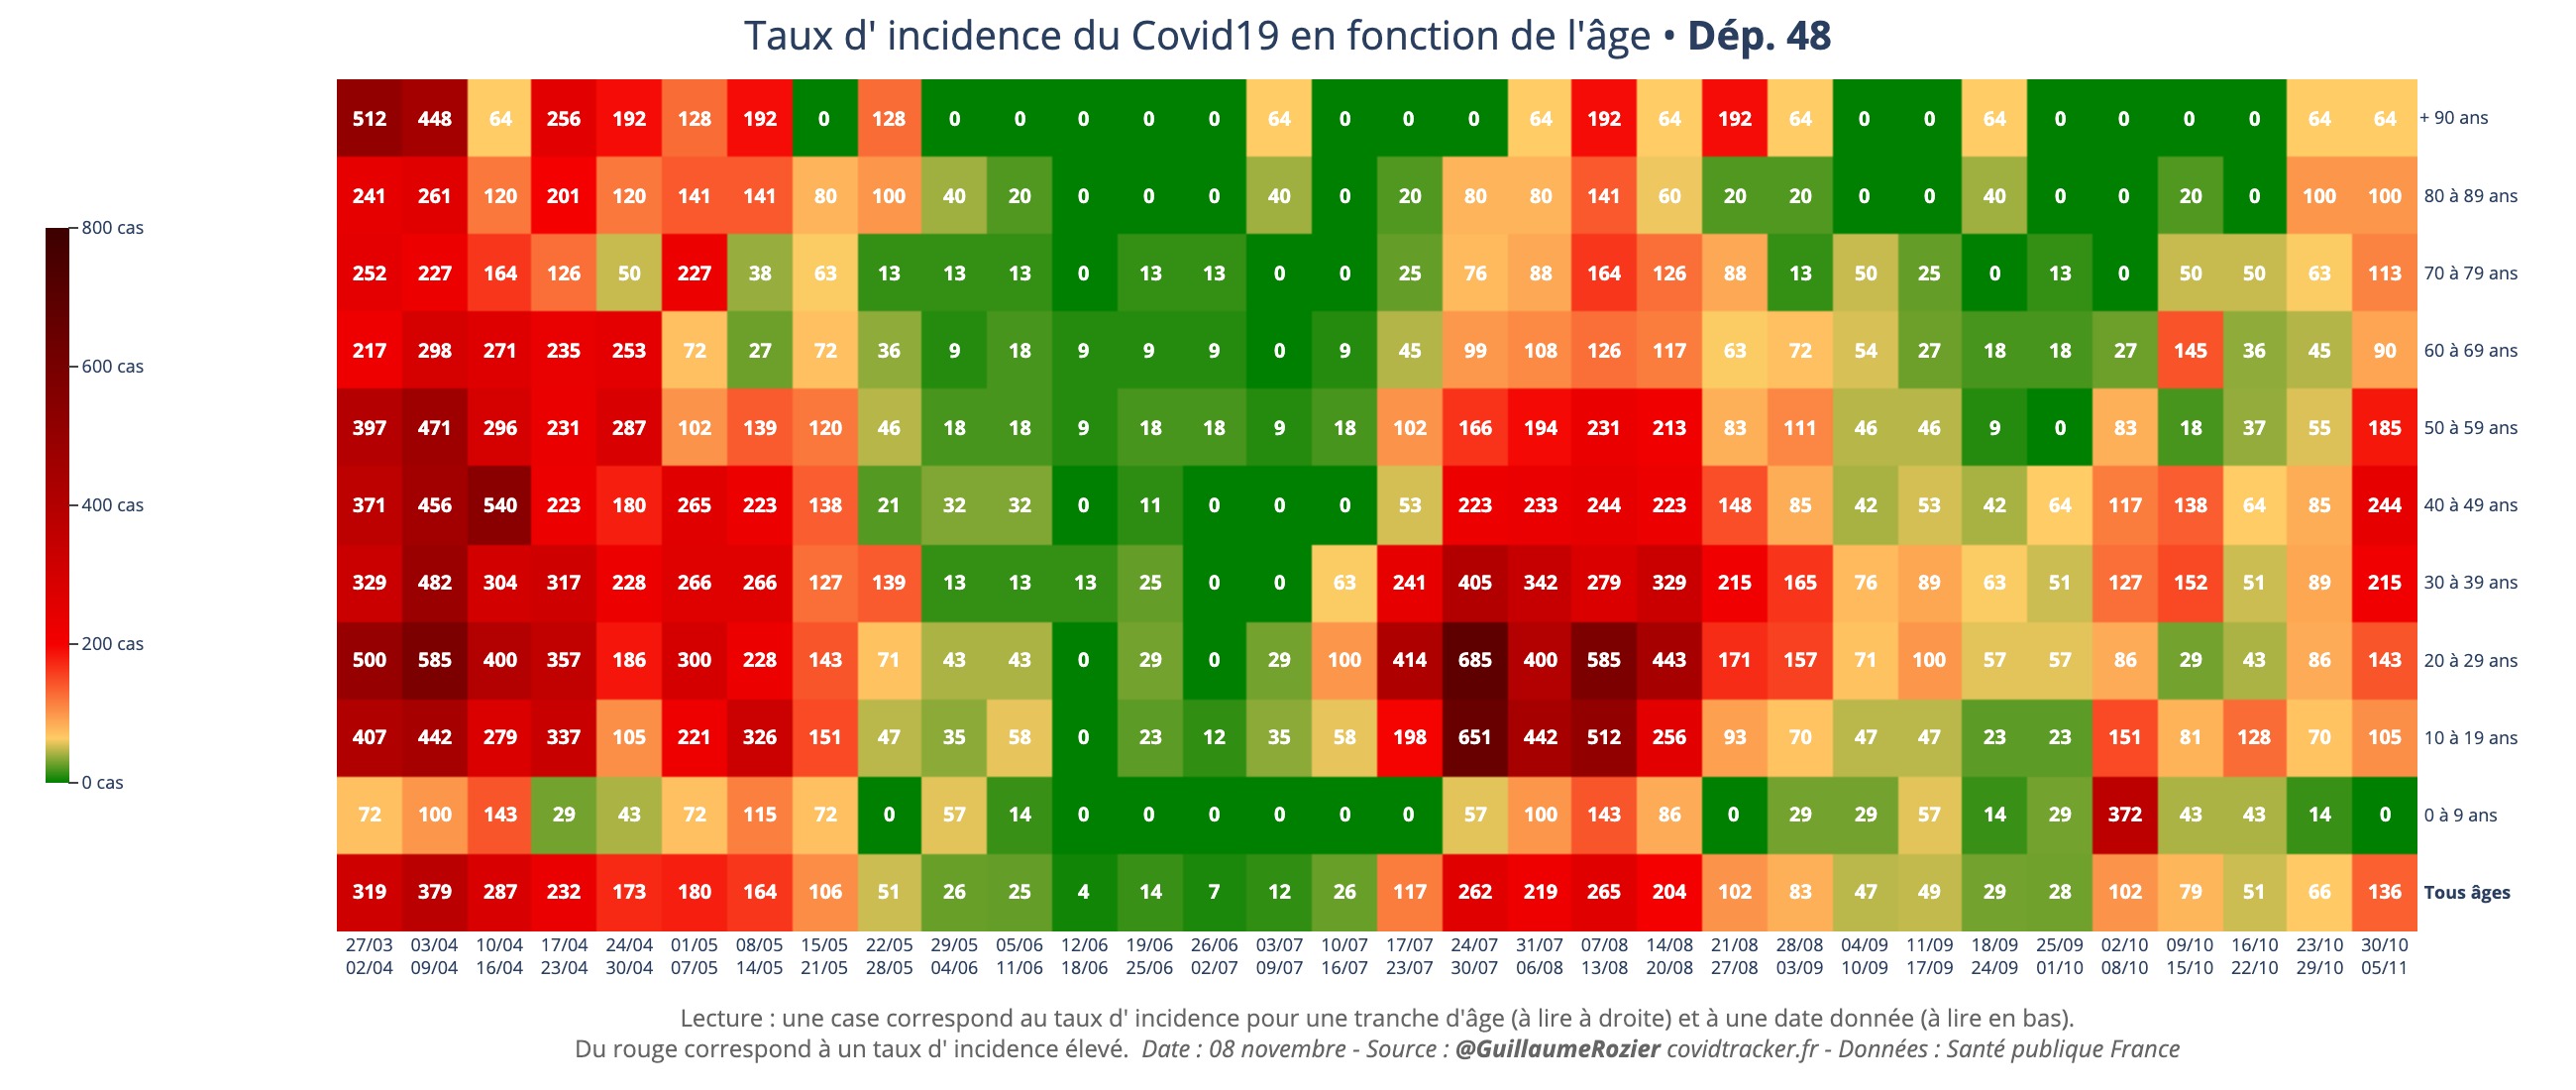 Taux d' incidence du Covid19 en fonction de l'âge • Dép. 48
800 cas
600 cas
400 cas
200 cas
0 cas
512 448 64 256 192 128 192 0 128 0 0 0 0 0 64 0 0 0 64 192 64 192 64 0 0 64 0 0 0 0 64 64 + 90 ans
241 261 120 201 120 141 141 80 100 40 20 0 0 0 40 0 20 80 80 141 60 20 20 0 0 40 0 0 20 0 100 100 80 à 89 ans
252 227 164 126 50 227 38 63 13 13 13 0 13 13 0 0 25 76 88 164 126 88 13 50 25 0 13 0 50 50 63 113 70 à 79 ans
217 298 271 235 253 72 27 72 36 9 18 9 9 9 0 9 45 99 108 126 117 63 72 54 27 18 18 27 145 36 45 90 60 à 69 ans
397 471 296 231 287 102 139 120 46 18 18 9 18 18 9 18 102 166 194 231 213 83 111 46 46 9 0 83 18 37 55 185 50 à 59 ans
371 456 540 223 180 265 223 138 21 32 32 0 11 0 0 0 53 223 233 244 223 148 85 42 53 42 64 117 138 64 85 244 40 à 49 ans
329 482 304 317 228 266 266 127 139 13 13 13 25 0 0 63 241 405 342 279 329 215 165 76 89 63 51 127 152 51 89 215 30 à 39 ans
500 585 400 357 186 300 228 143 71 43 43 0 29 0 29 100 414 685 400 585 443 171 157 71 100 57 57 86 29 43 86 143 20 à 29 ans
407 442 279 337 105 221 326 151 47 35 58 0 23 12 35 58 198 651 442 512 256 93 70 47 47 23 23 151 81 128 70 105 10 à 19 ans
72 100 143 29 43 72 115 72 0 57 14 0 0 0 0 0 0 57 100 143 86 0 29 29 57 14 29 372 43 43 14 0 0 à 9 ans
319 379 287 232 173 180 164 106 51 26 25 4 14 7 12 26 117 262 219 265 204 102 83 47 49 29 28 102 79 51 66 136 Tous âges
27/03 03/04 10/04 17/04 24/04 01/05 08/05 15/05 22/05 29/05 05/06 12/06 19/06 26/06 03/07 10/07 17/07 24/07 31/07 07/08 14/08 21/08 28/08 04/09 11/09 18/09 25/09 02/10 09/10 16/10 23/10 30/10
02/04 09/04 16/04 23/04 30/04 07/05 14/05 21/05 28/05 04/06 11/06 18/06 25/06 02/07 09/07 16/07 23/07 30/07 06/08 13/08 20/08 27/08 03/09 10/09 17/09 24/09 01/10 08/10 15/10 22/10 29/10 05/11
Lecture : une case correspond au taux d' incidence pour une tranche d'âge (à lire à droite) et à une date donnée (à lire en bas).
Du rouge correspond à un taux d' incidence élevé. Date : 08 novembre - Source : @GuillaumeRozier covidtracker.fr - Données : Santé publique France